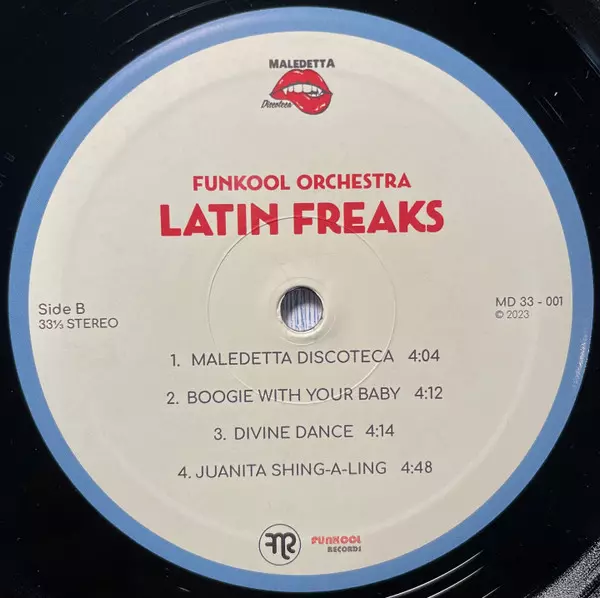 MALEDETTA
Discoteca
FUNKOOL ORCHESTRA
LATIN FREAKS
Side B
33⅓ STEREO
MD 33 - 001
© 2023
1. MALEDETTA DISCOTECA 4:04
2. BOOGIE WITH YOUR BABY 4:12
3. DIVINE DANCE 4:14
4. JUANITA SHING-A-LING 4:48
FUNKOOL
RECORDS